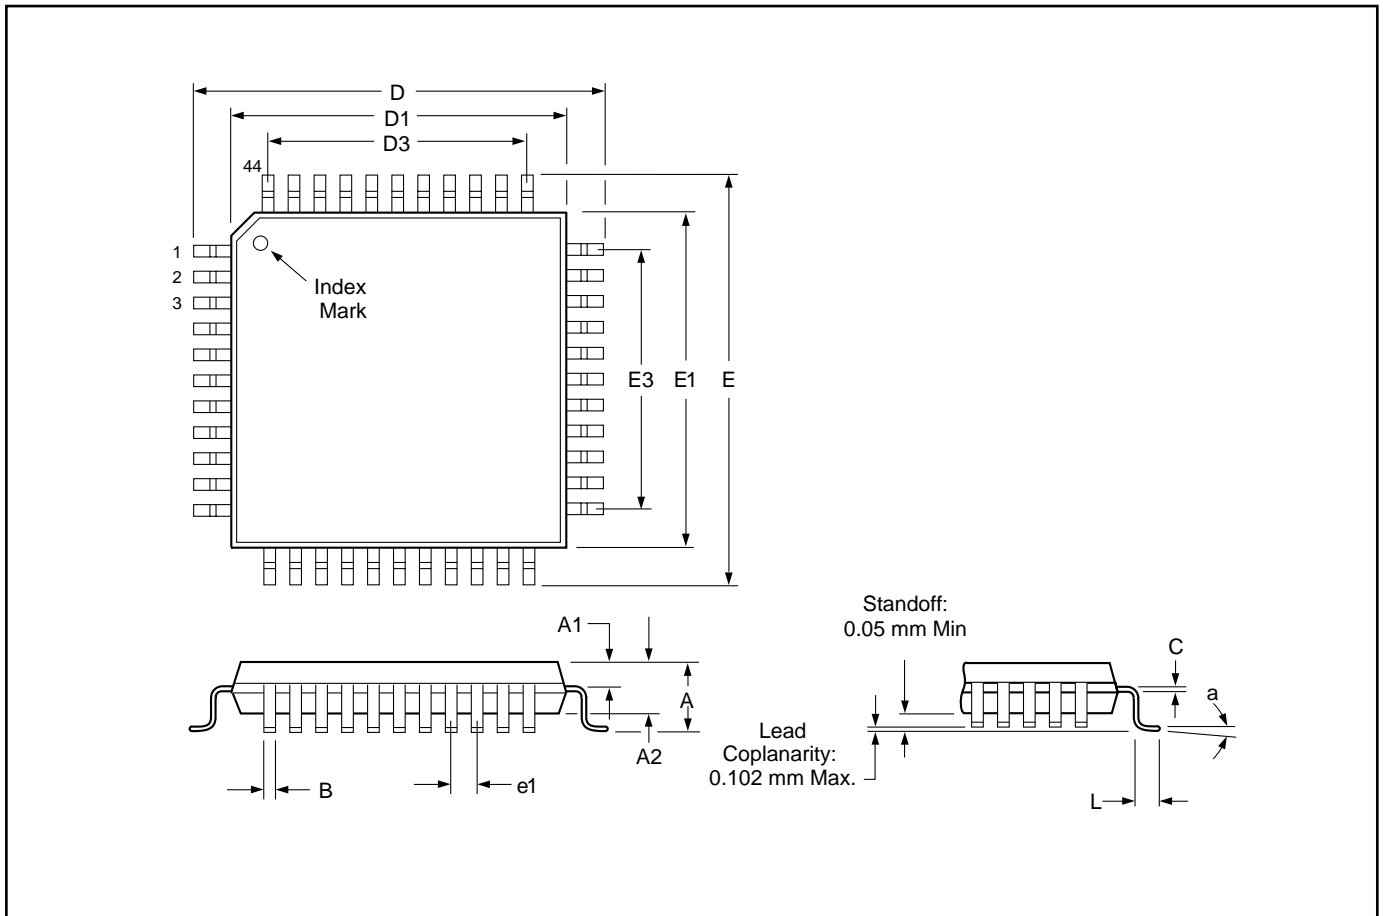 D
D1
D3
44
1
2
3
Index
Mark
E3
E1
E
A1
A
A2
B
e1
Standoff:
0.05 mm Min
C
a
Lead
Coplanarity:
0.102 mm Max.
L